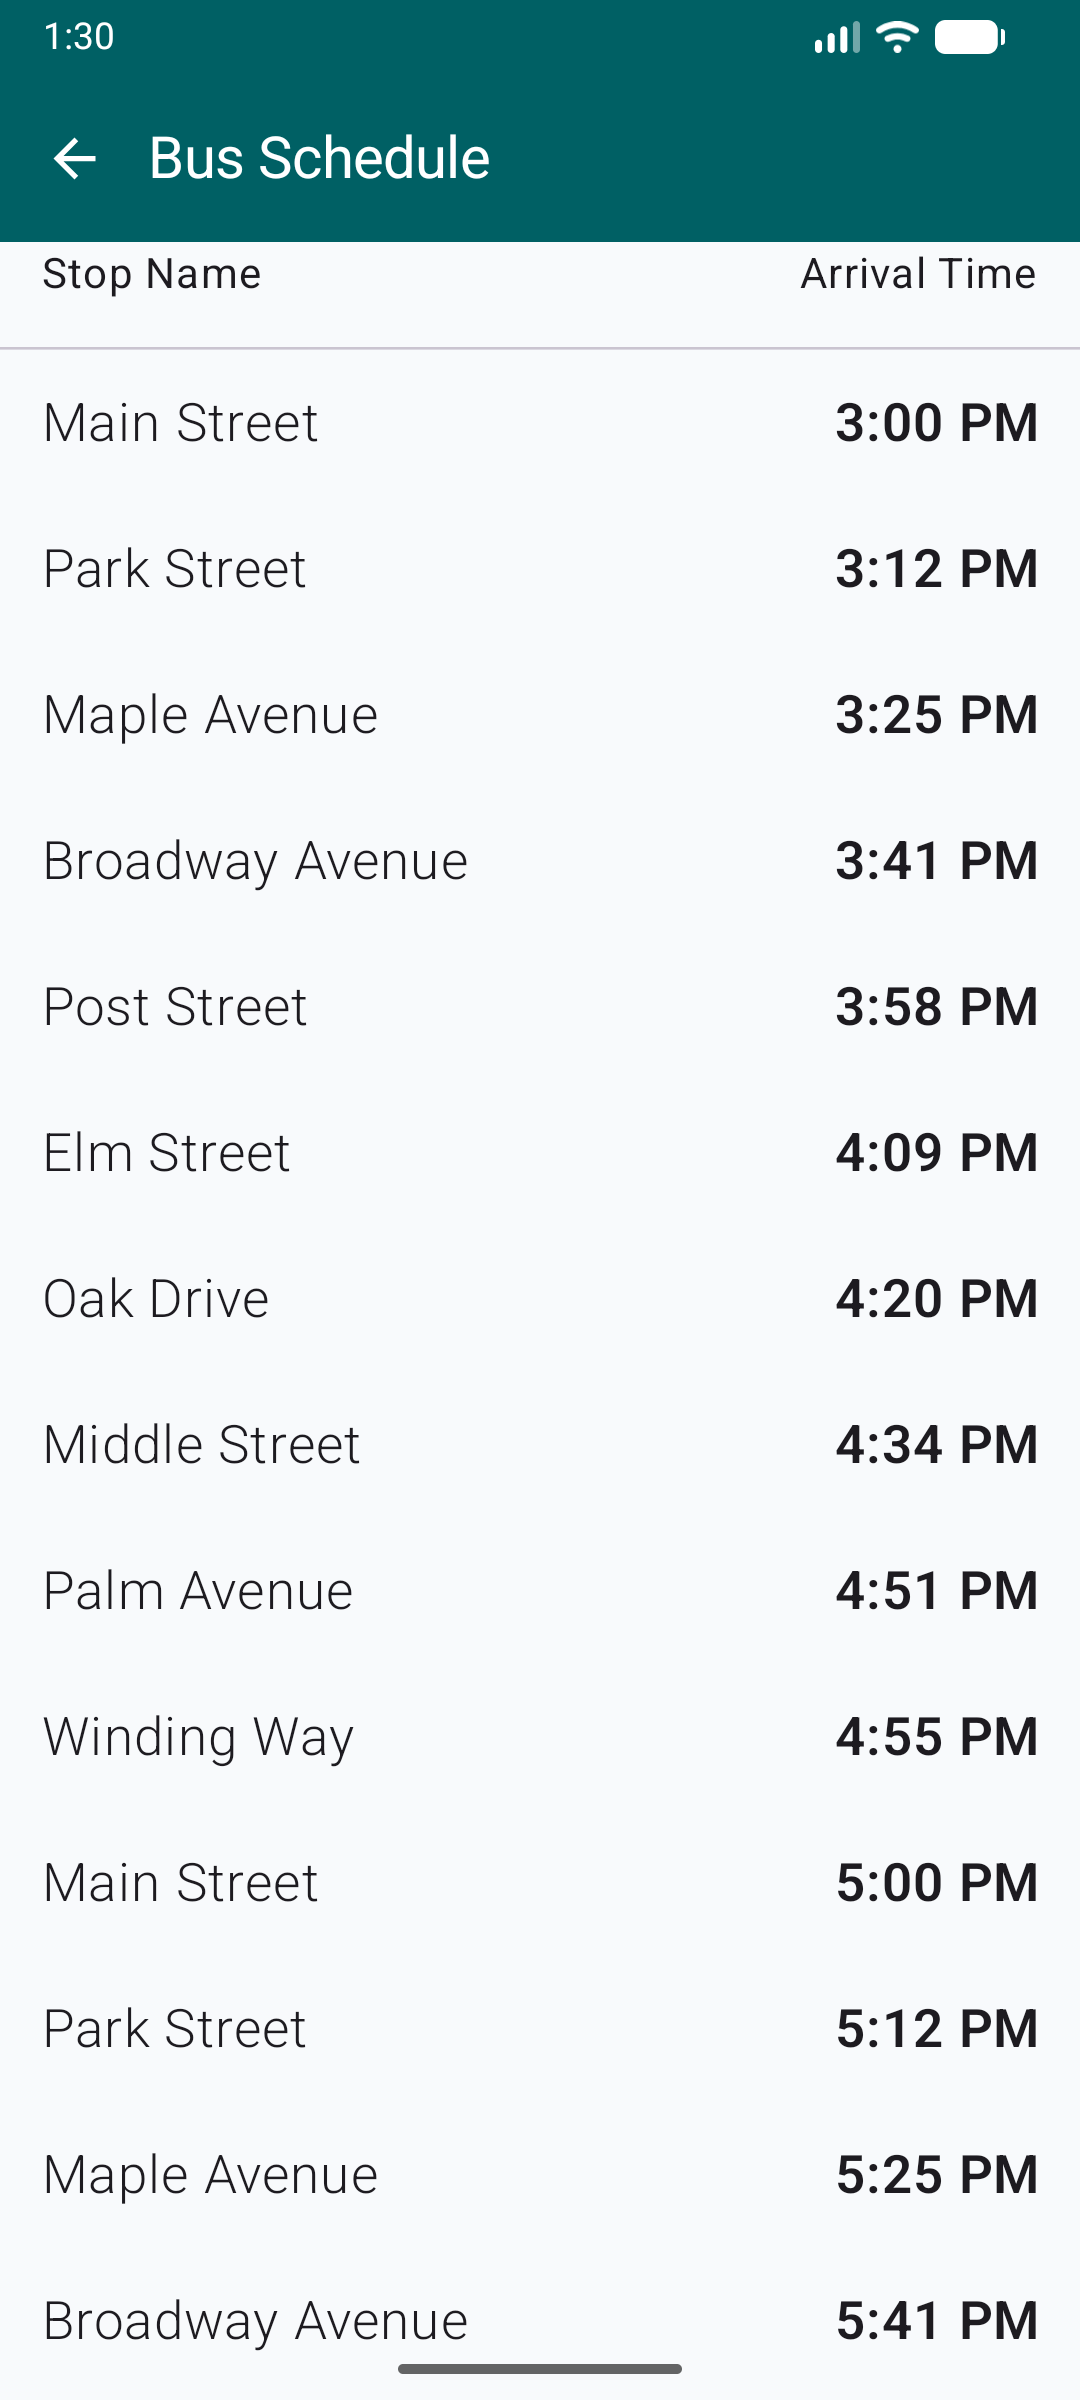 1:30
Bus Schedule
Stop Name Arrival Time
Main Street 3:00 PM
Park Street 3:12 PM
Maple Avenue 3:25 PM
Broadway Avenue 3:41 PM
Post Street 3:58 PM
Elm Street 4:09 PM
Oak Drive 4:20 PM
Middle Street 4:34 PM
Palm Avenue 4:51 PM
Winding Way 4:55 PM
Main Street 5:00 PM
Park Street 5:12 PM
Maple Avenue 5:25 PM
Broadway Avenue 5:41 PM